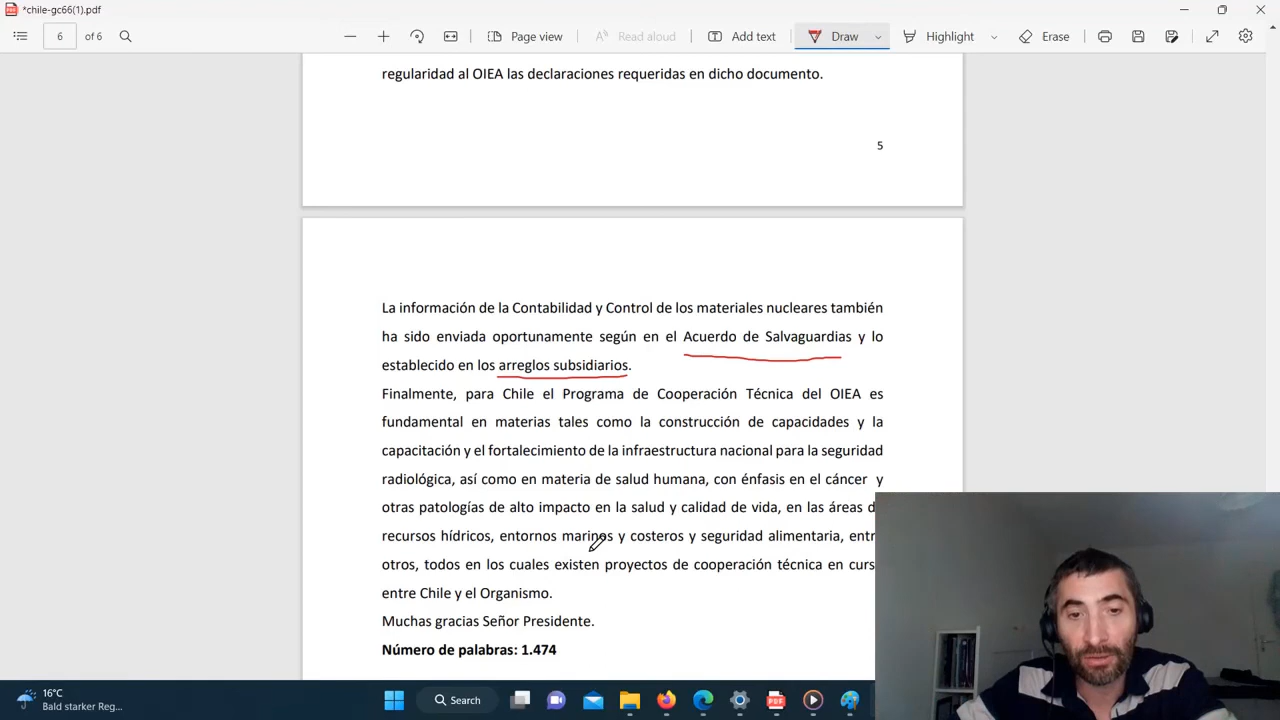 *chile-gc66(1).pdf
6 of 6
Page view
Read aloud
Add text
Draw
Highlight
Erase
regularidad al OIEA las declaraciones requeridas en dicho documento.
5
La información de la Contabilidad y Control de los materiales nucleares también
ha sido enviada oportunamente según en el Acuerdo de Salvaguardias y lo
establecido en los arreglos subsidiarios.
Finalmente, para Chile el Programa de Cooperación Técnica del OIEA es
fundamental en materias tales como la construcción de capacidades y la
capacitación y el fortalecimiento de la infraestructura nacional para la seguridad
radiológica, así como en materia de salud humana, con énfasis en el cáncer y
otras patologías de alto impacto en la salud y calidad de vida, en las áreas d
recursos hídricos, entornos marinos y costeros y seguridad alimentaria, entr
otros, todos en los cuales existen proyectos de cooperación técnica en curs
entre Chile y el Organismo.
Muchas gracias Señor Presidente.
Número de palabras: 1.474
16°C
Bald starker Reg...
Search